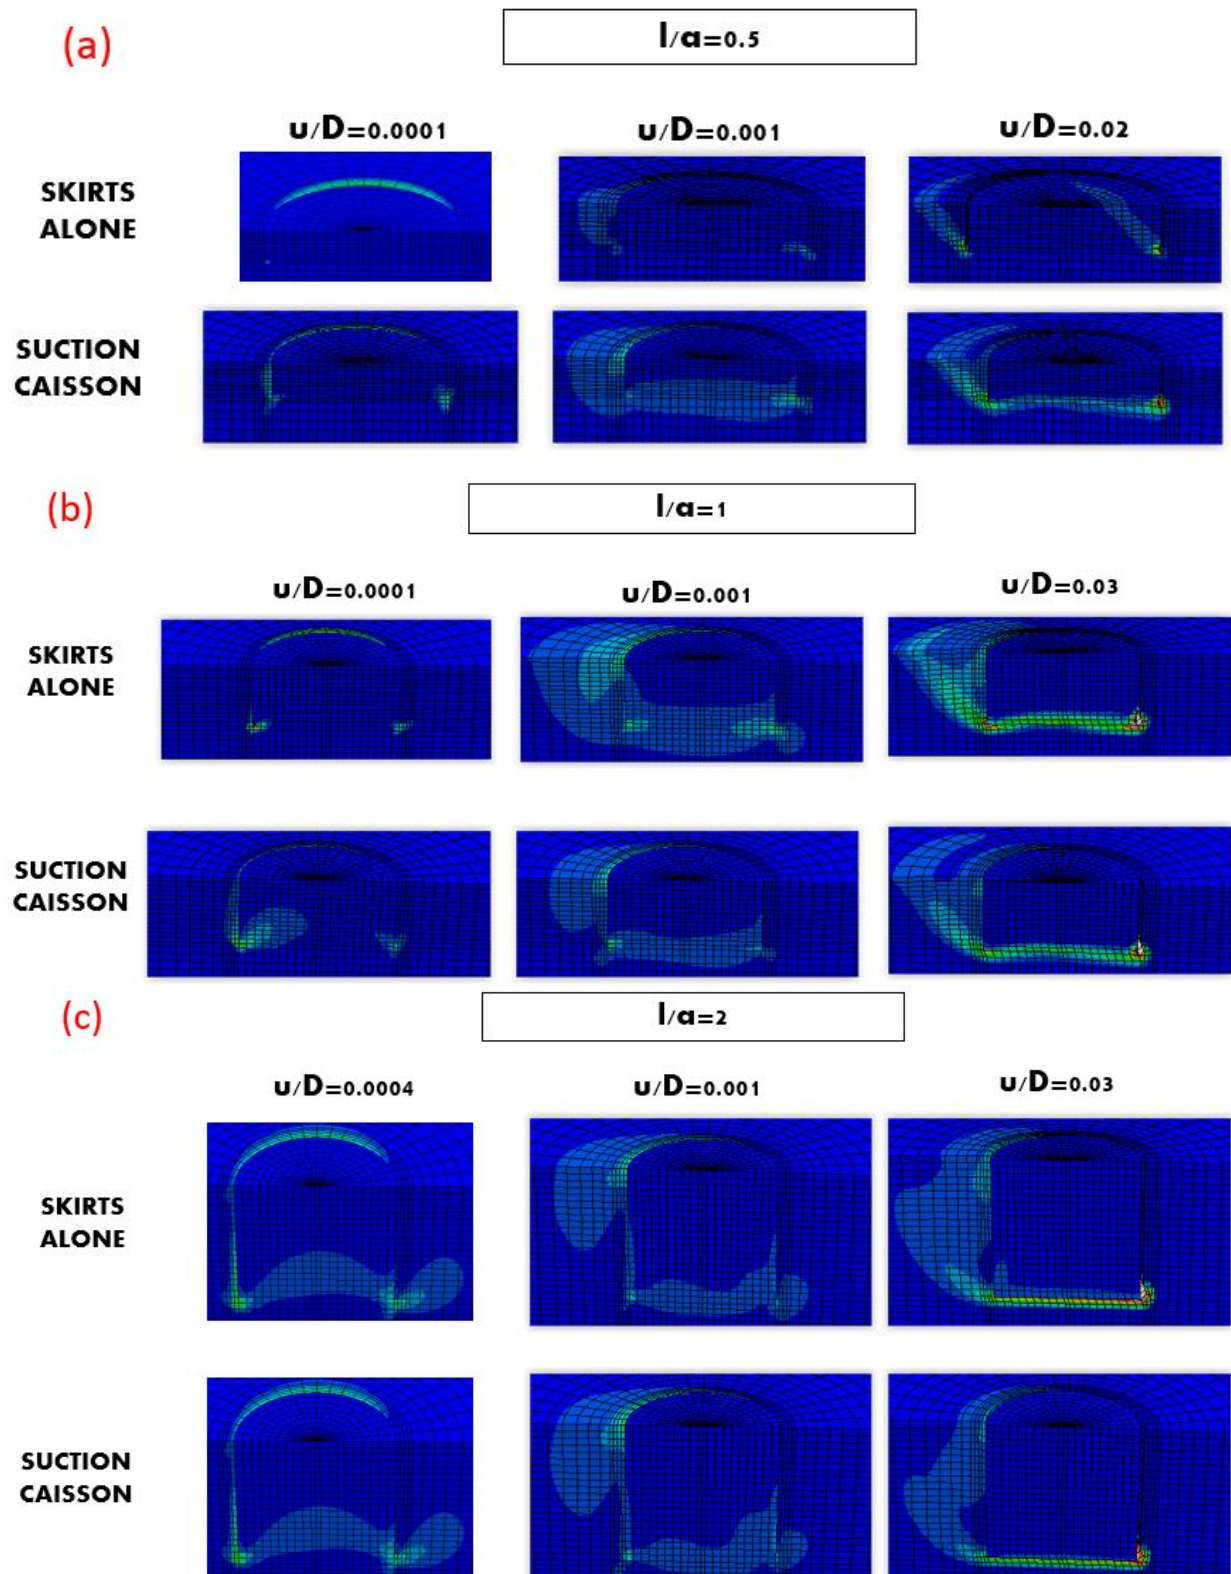 (a)
l/a=0.5
u/D=0.0001
u/D=0.001
u/D=0.02
SKIRTS
ALONE
SUCTION
CAISSON
(b)
l/a=1
u/D=0.0001
u/D=0.001
u/D=0.03
SKIRTS
ALONE
SUCTION
CAISSON
(c)
l/a=2
u/D=0.0004
u/D=0.001
u/D=0.03
SKIRTS
ALONE
SUCTION
CAISSON